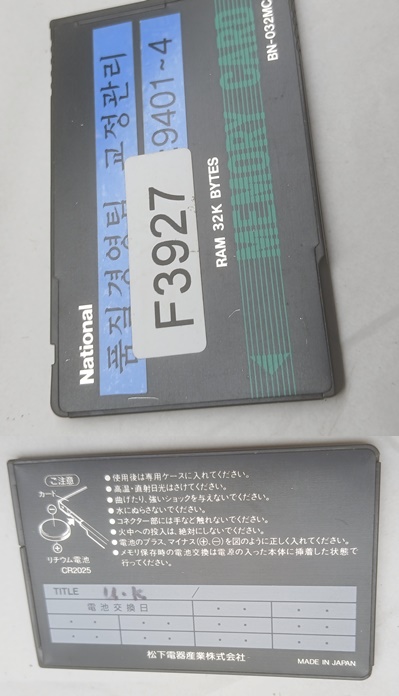 National
품질경영팀 교정관리
9401~4
F3927
RAM 32K BYTES
MEMORY CARD
BN-032MC
ご注意
カード
リチウム電池
CR2025
●使用後は専用ケースに入れてください。
●高温・直射日光はさけてください。
●曲げたり、強いショックを与えないでください。
●水にぬらさないでください。
●コネクター部には手など触れないでください。
●火中への投入は、絶対にしないでください。
●電池のプラス、マイナス(⊕、⊖)を図のように正しく入れてください。
●メモリ保存時の電池交換は電源の入った本体に挿着した状態で
行ってください。
TITLE U.K /
電池交換日
松下電器産業株式会社
MADE IN JAPAN